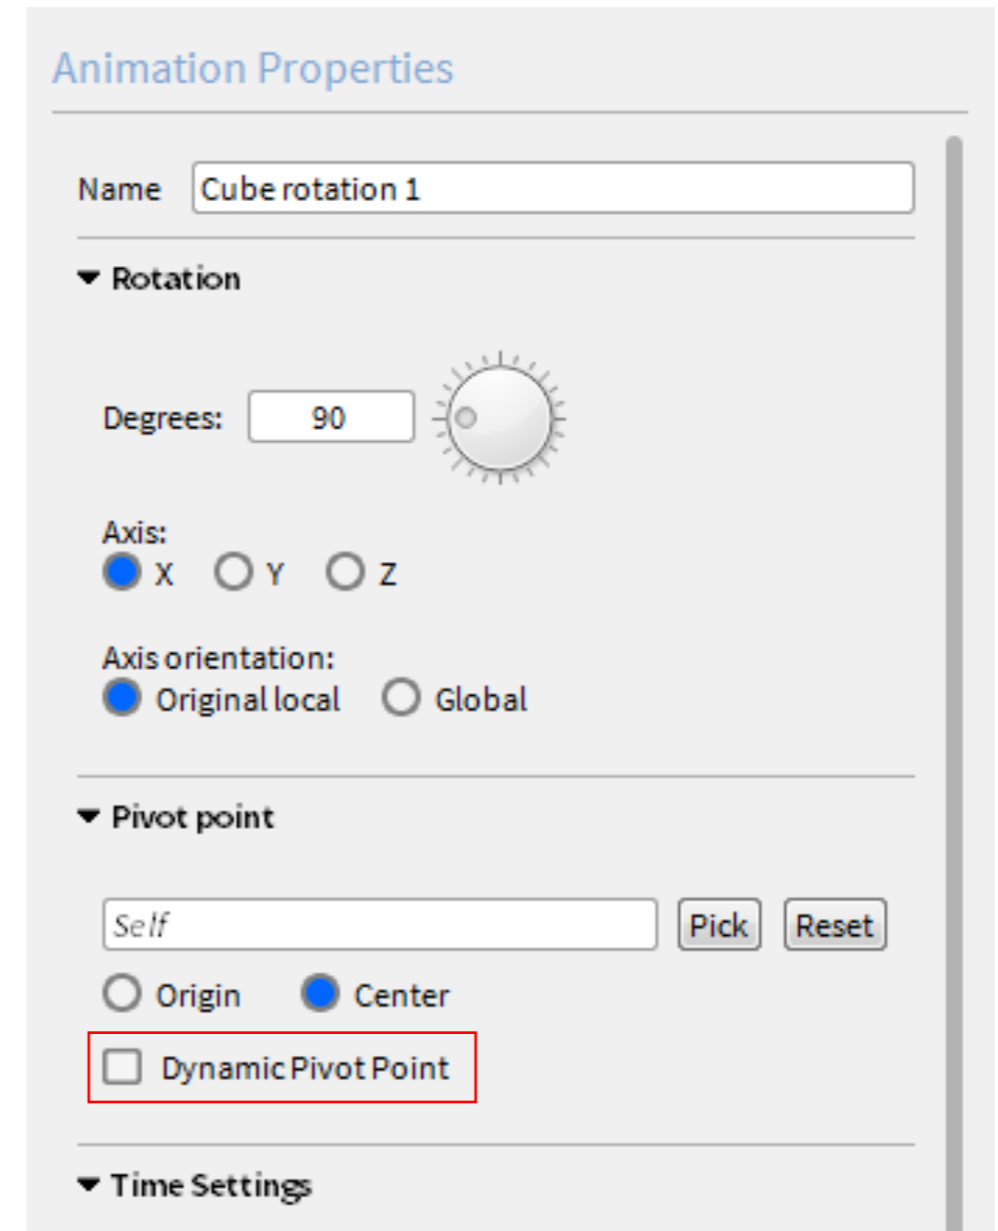 Animation Properties
Name Cube rotation 1
Rotation
Degrees: 90
Axis:
X Y Z
Axis orientation:
Original local Global
Pivot point
Self Pick Reset
Origin Center
Dynamic Pivot Point
Time Settings